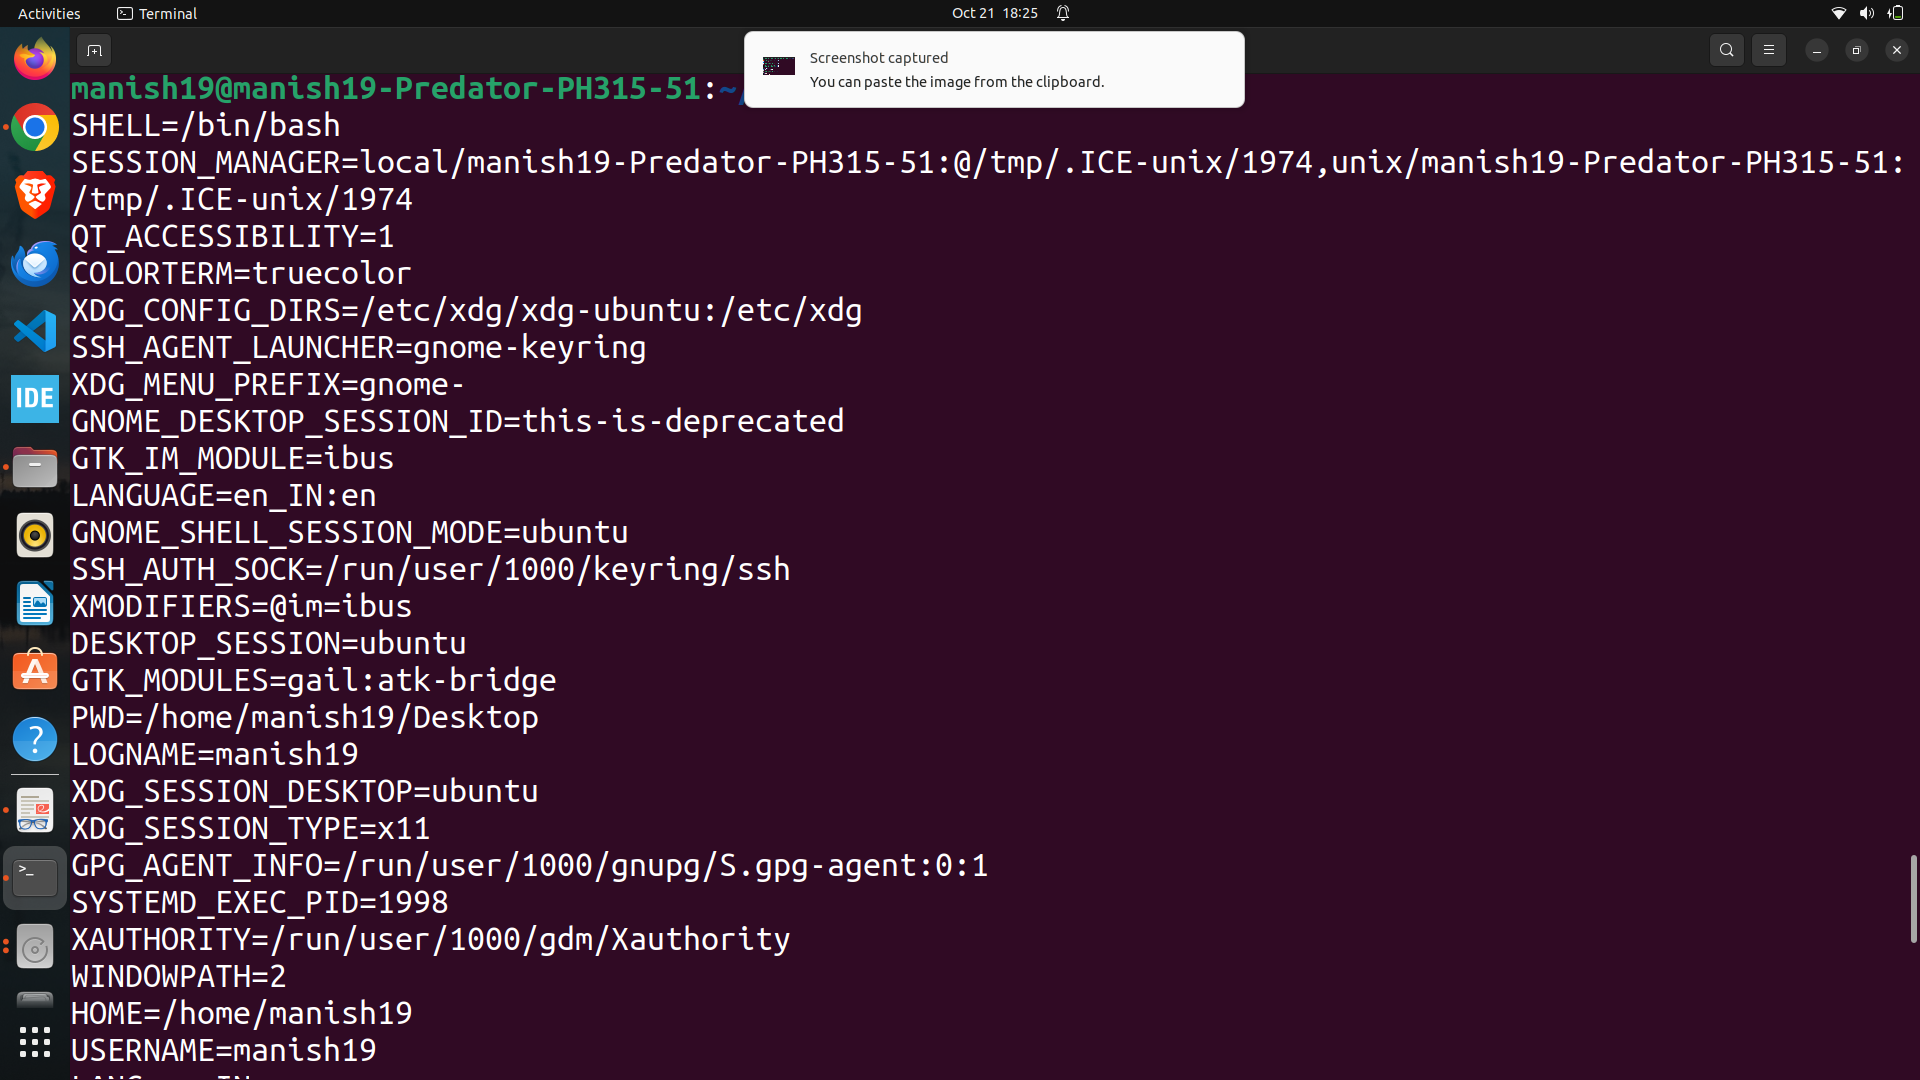 Activities
Terminal
Oct 21 18:25
Screenshot captured
You can paste the image from the clipboard.
manish19@manish19-Predator-PH315-51:~/
SHELL=/bin/bash
SESSION_MANAGER=local/manish19-Predator-PH315-51:@/tmp/.ICE-unix/1974,unix/manish19-Predator-PH315-51:
/tmp/.ICE-unix/1974
QT_ACCESSIBILITY=1
COLORTERM=truecolor
XDG_CONFIG_DIRS=/etc/xdg/xdg-ubuntu:/etc/xdg
SSH_AGENT_LAUNCHER=gnome-keyring
XDG_MENU_PREFIX=gnome-
GNOME_DESKTOP_SESSION_ID=this-is-deprecated
GTK_IM_MODULE=ibus
LANGUAGE=en_IN:en
GNOME_SHELL_SESSION_MODE=ubuntu
SSH_AUTH_SOCK=/run/user/1000/keyring/ssh
XMODIFIERS=@im=ibus
DESKTOP_SESSION=ubuntu
GTK_MODULES=gail:atk-bridge
PWD=/home/manish19/Desktop
LOGNAME=manish19
XDG_SESSION_DESKTOP=ubuntu
XDG_SESSION_TYPE=x11
GPG_AGENT_INFO=/run/user/1000/gnupg/S.gpg-agent:0:1
SYSTEMD_EXEC_PID=1998
XAUTHORITY=/run/user/1000/gdm/Xauthority
WINDOWPATH=2
HOME=/home/manish19
USERNAME=manish19
IDE